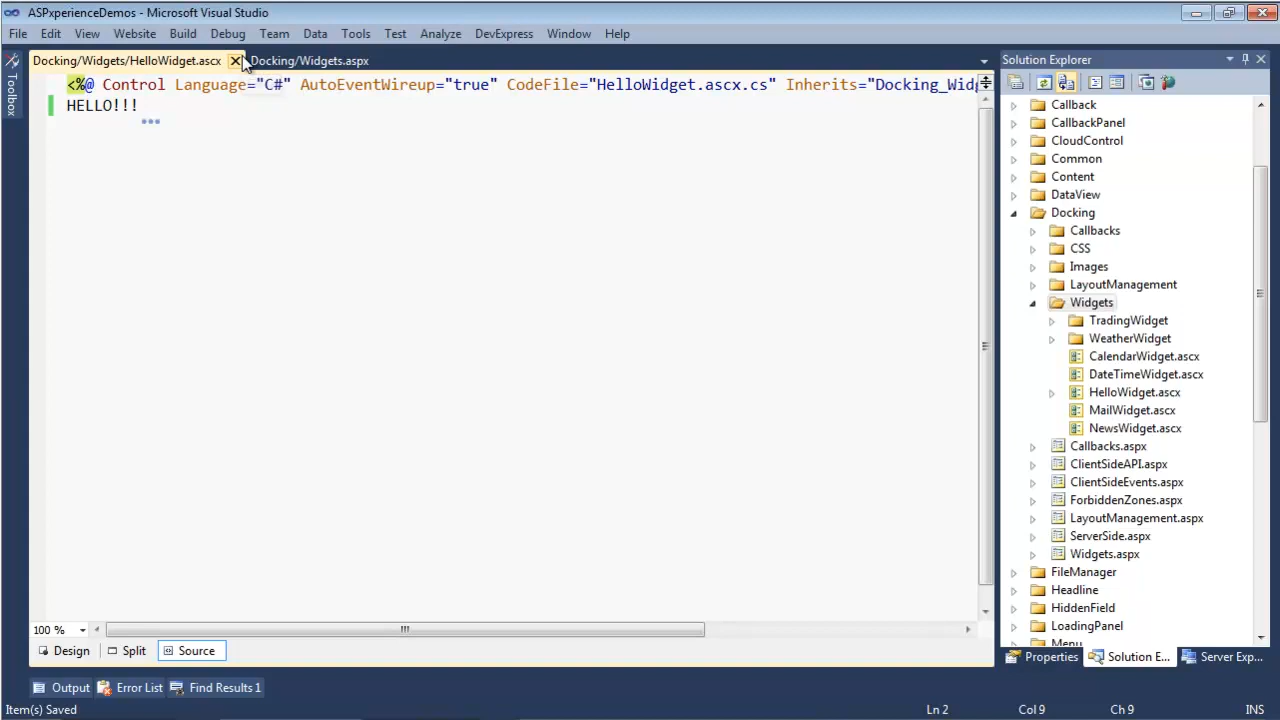 ASPxperienceDemos - Microsoft Visual Studio
File Edit View Website Build Debug Team Data Tools Test Analyze DevExpress Window Help
Docking/Widgets/HelloWidget.ascx Docking/Widgets.aspx
Toolbox
<%@ Control Language="C#" AutoEventWireup="true" CodeFile="HelloWidget.ascx.cs" Inherits="Docking_Widg
HELLO!!!
Solution Explorer
Callback
CallbackPanel
CloudControl
Common
Content
DataView
Docking
Callbacks
CSS
Images
LayoutManagement
Widgets
TradingWidget
WeatherWidget
CalendarWidget.ascx
DateTimeWidget.ascx
HelloWidget.ascx
MailWidget.ascx
NewsWidget.ascx
Callbacks.aspx
ClientSideAPI.aspx
ClientSideEvents.aspx
ForbiddenZones.aspx
LayoutManagement.aspx
ServerSide.aspx
Widgets.aspx
FileManager
Headline
HiddenField
LoadingPanel
Menu
100 %
Design Split Source
Properties Solution E... Server Exp...
Output Error List Find Results 1
Item(s) Saved Ln 2 Col 9 Ch 9 INS